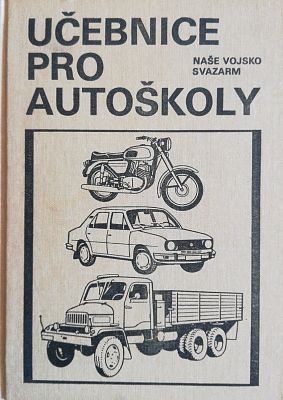 UČEBNICE
PRO
AUTOŠKOLY
NAŠE VOJSKO
SVAZARM